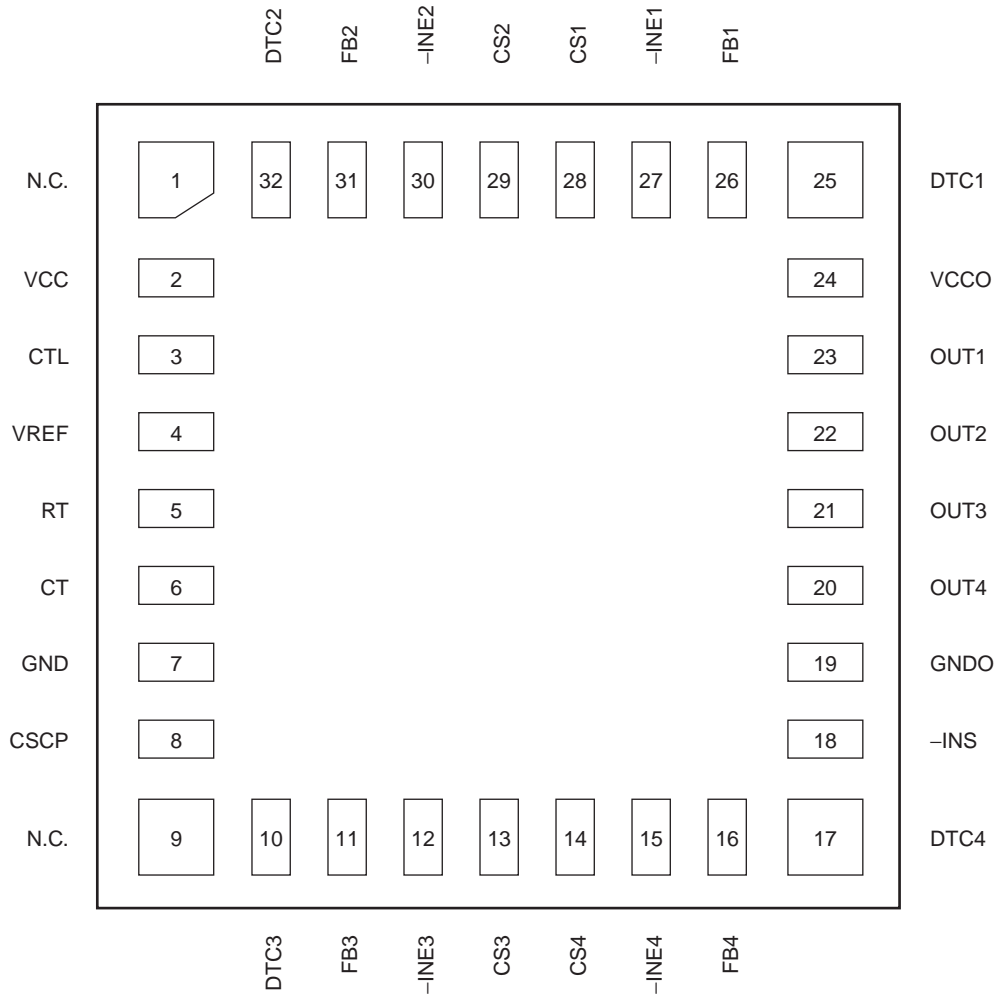 DTC2 FB2 –INE2 CS2 CS1 –INE1 FB1
N.C. 1 32 31 30 29 28 27 26 25 DTC1
VCC 2 24 VCCO
CTL 3 23 OUT1
VREF 4 22 OUT2
RT 5 21 OUT3
CT 6 20 OUT4
GND 7 19 GNDO
CSCP 8 18 –INS
N.C. 9 10 11 12 13 14 15 16 17 DTC4
DTC3 FB3 –INE3 CS3 CS4 –INE4 FB4